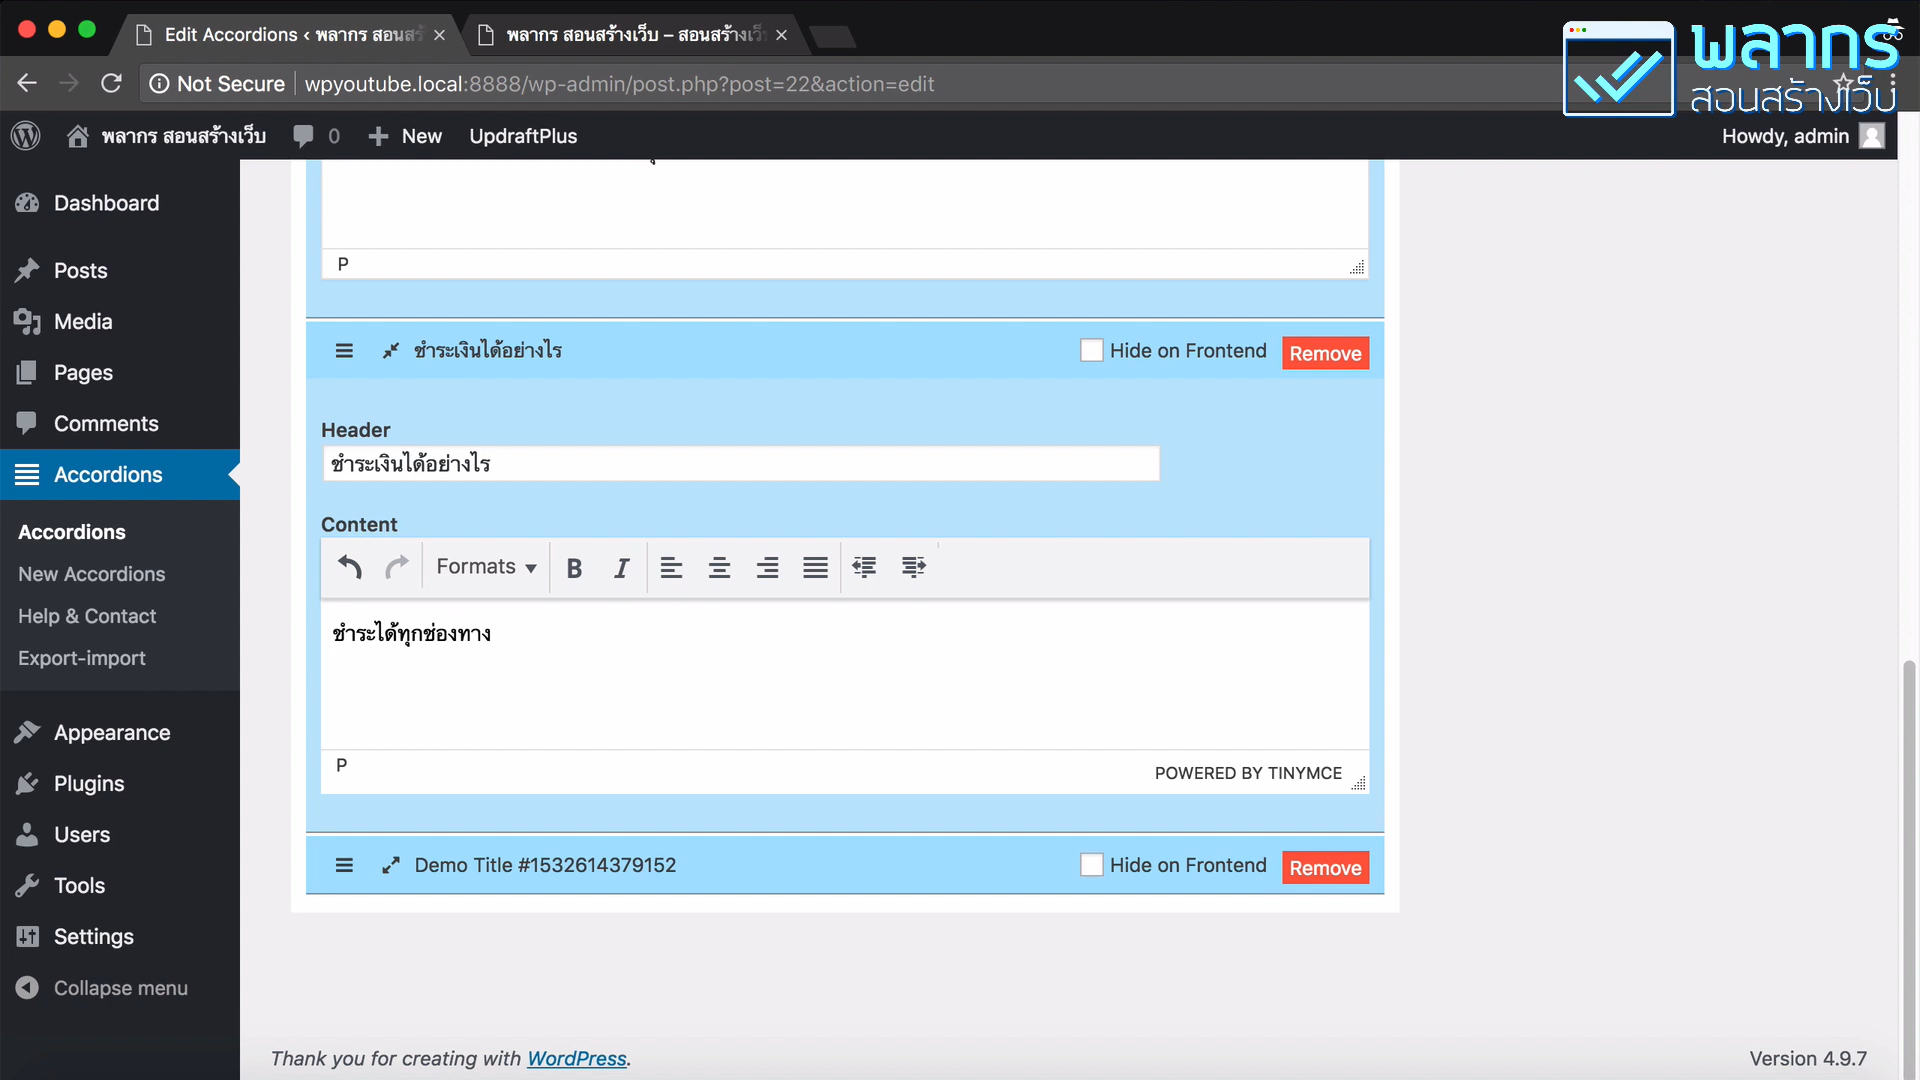 Edit Accordions ‹ พลากร สอนสร้
พลากร สอนสร้างเว็บ – สอนสร้างเว็
Not Secure wpyoutube.local:8888/wp-admin/post.php?post=22&action=edit
พลากร
สอนสร้างเว็บ
พลากร สอนสร้างเว็บ
0
New
UpdraftPlus
Howdy, admin
Dashboard
Posts
Media
Pages
Comments
Accordions
Accordions
New Accordions
Help & Contact
Export-import
Appearance
Plugins
Users
Tools
Settings
Collapse menu
P
ชำระเงินได้อย่างไร
Hide on Frontend
Remove
Header
ชำระเงินได้อย่างไร
Content
Formats
B
I
ชำระได้ทุกช่องทาง
P
POWERED BY TINYMCE
Demo Title #1532614379152
Hide on Frontend
Remove
Thank you for creating with WordPress.
Version 4.9.7